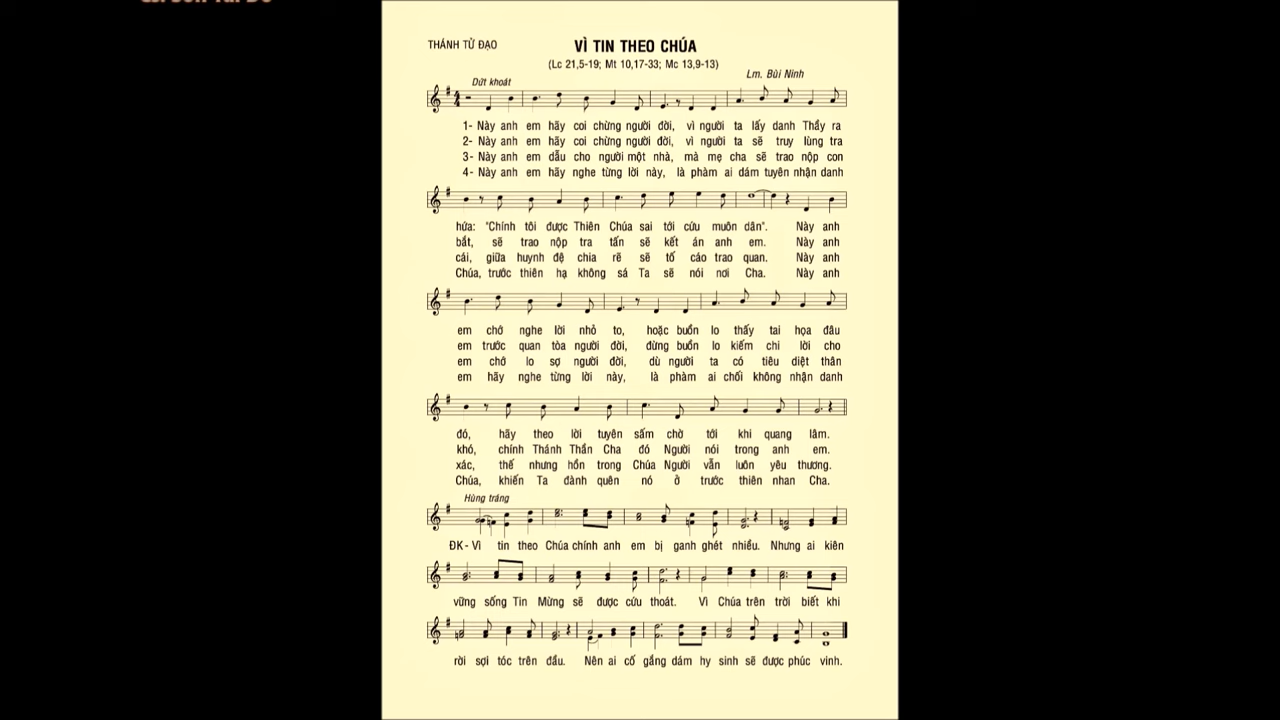 THÁNH TỬ ĐẠO
VÌ TIN THEO CHÚA
(Lc 21,5-19; Mt 10,17-33; Mc 13,9-13)
Lm. Bùi Ninh
Dứt khoát
1- Này anh em hãy coi chừng người đời, vì người ta lấy danh Thầy ra
2- Này anh em hãy coi chừng người đời, vì người ta sẽ truy lùng tra
3- Này anh em dẫu cho người một nhà, mà mẹ cha sẽ trao nộp con
4- Này anh em hãy nghe từng lời này, là phàm ai dám tuyên nhận danh
hứa: "Chính tôi được Thiên Chúa sai tới cứu muôn dân". Này anh
bắt, sẽ trao nộp tra tấn sẽ kết án anh em. Này anh
cái, giữa huynh đệ chia rẽ sẽ tố cáo trao quan. Này anh
Chúa, trước thiên hạ không sá Ta sẽ nói nơi Cha. Này anh
em chớ nghe lời nhỏ to, hoặc buồn lo thấy tai họa đâu
em trước quan tòa người đời, đừng buồn lo kiếm chi lời cho
em chớ lo sợ người đời, dù người ta có tiêu diệt thân
em hãy nghe từng lời này, là phàm ai chối không nhận danh
đó, hãy theo lời tuyên sấm chờ tới khi quang lâm.
khó, chính Thánh Thần Cha đó Người nói trong anh em.
xác, thế nhưng hồn trong Chúa Người vẫn luôn yêu thương.
Chúa, khiến Ta đành quên nó ở trước thiên nhan Cha.
Hùng tráng
ĐK- Vì tin theo Chúa chính anh em bị ganh ghét nhiều. Nhưng ai kiên
vững sống Tin Mừng sẽ được cứu thoát. Vì Chúa trên trời biết khi
rời sợi tóc trên đầu. Nên ai cố gắng dám hy sinh sẽ được phúc vinh.